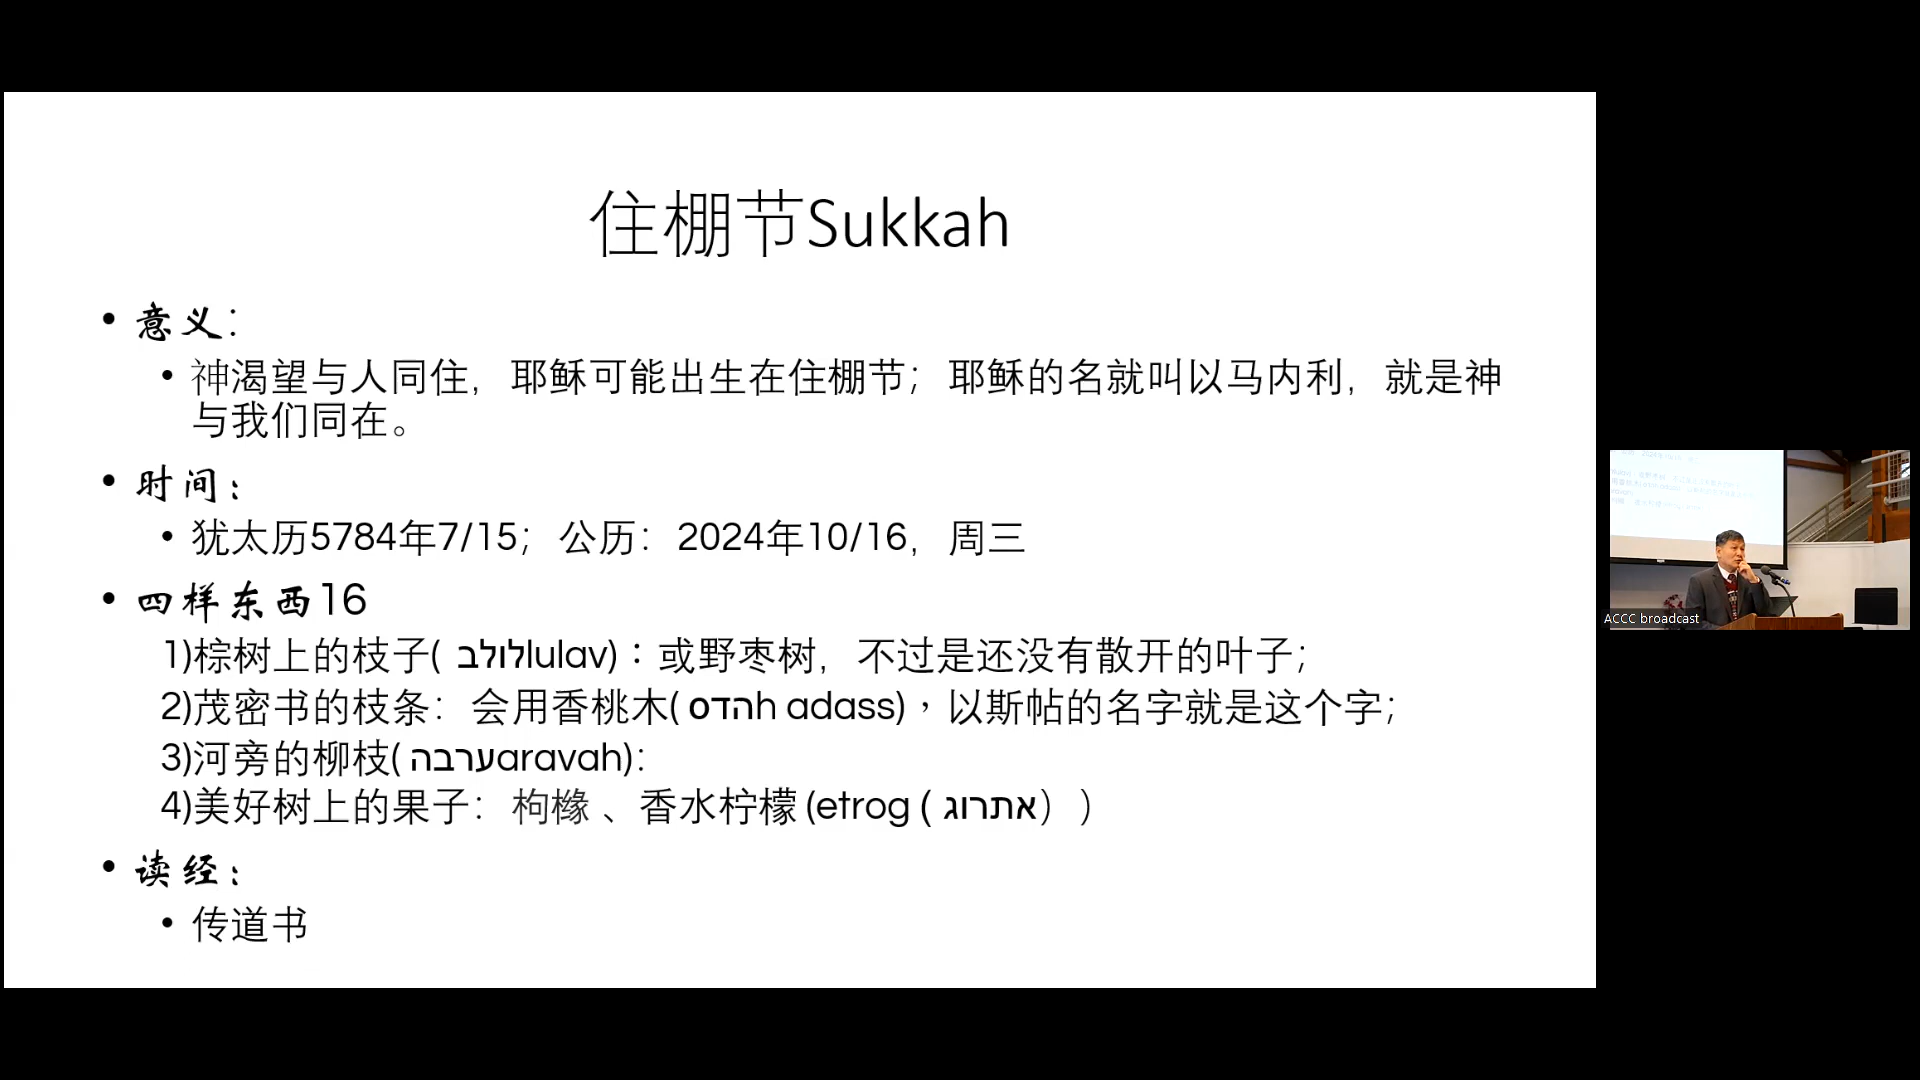 住棚节Sukkah
• 意义：
• 神渴望与人同住，耶稣可能出生在住棚节；耶稣的名就叫以马内利，就是神
与我们同在。
• 时间：
• 犹太历5784年7/15；公历：2024年10/16，周三
• 四样东西16
1)棕树上的枝子( לולבlulav)：或野枣树，不过是还没有散开的叶子；
2)茂密书的枝条：会用香桃木( הדסh adass)，以斯帖的名字就是这个字；
3)河旁的柳枝( ערבהaravah)：
4)美好树上的果子：枸橼 、香水柠檬 (etrog ( אתרוג））
• 读经：
• 传道书
ACCC broadcast